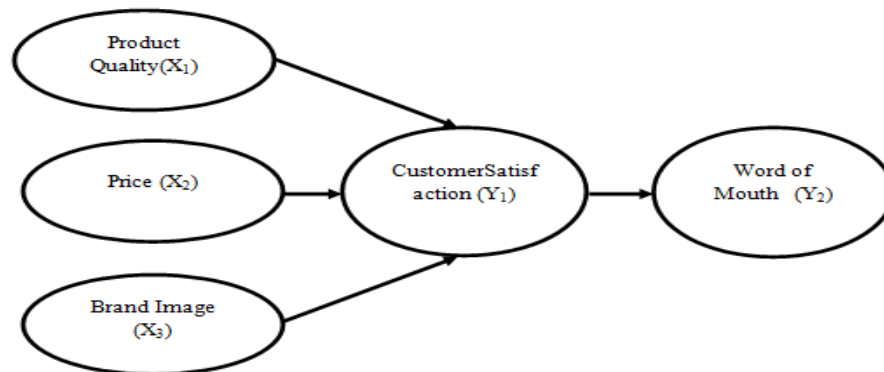 Product
Quality(X₁)
Price (X₂)
Brand Image
(X₃)
CustomerSatisf
action (Y₁)
Word of
Mouth (Y₂)